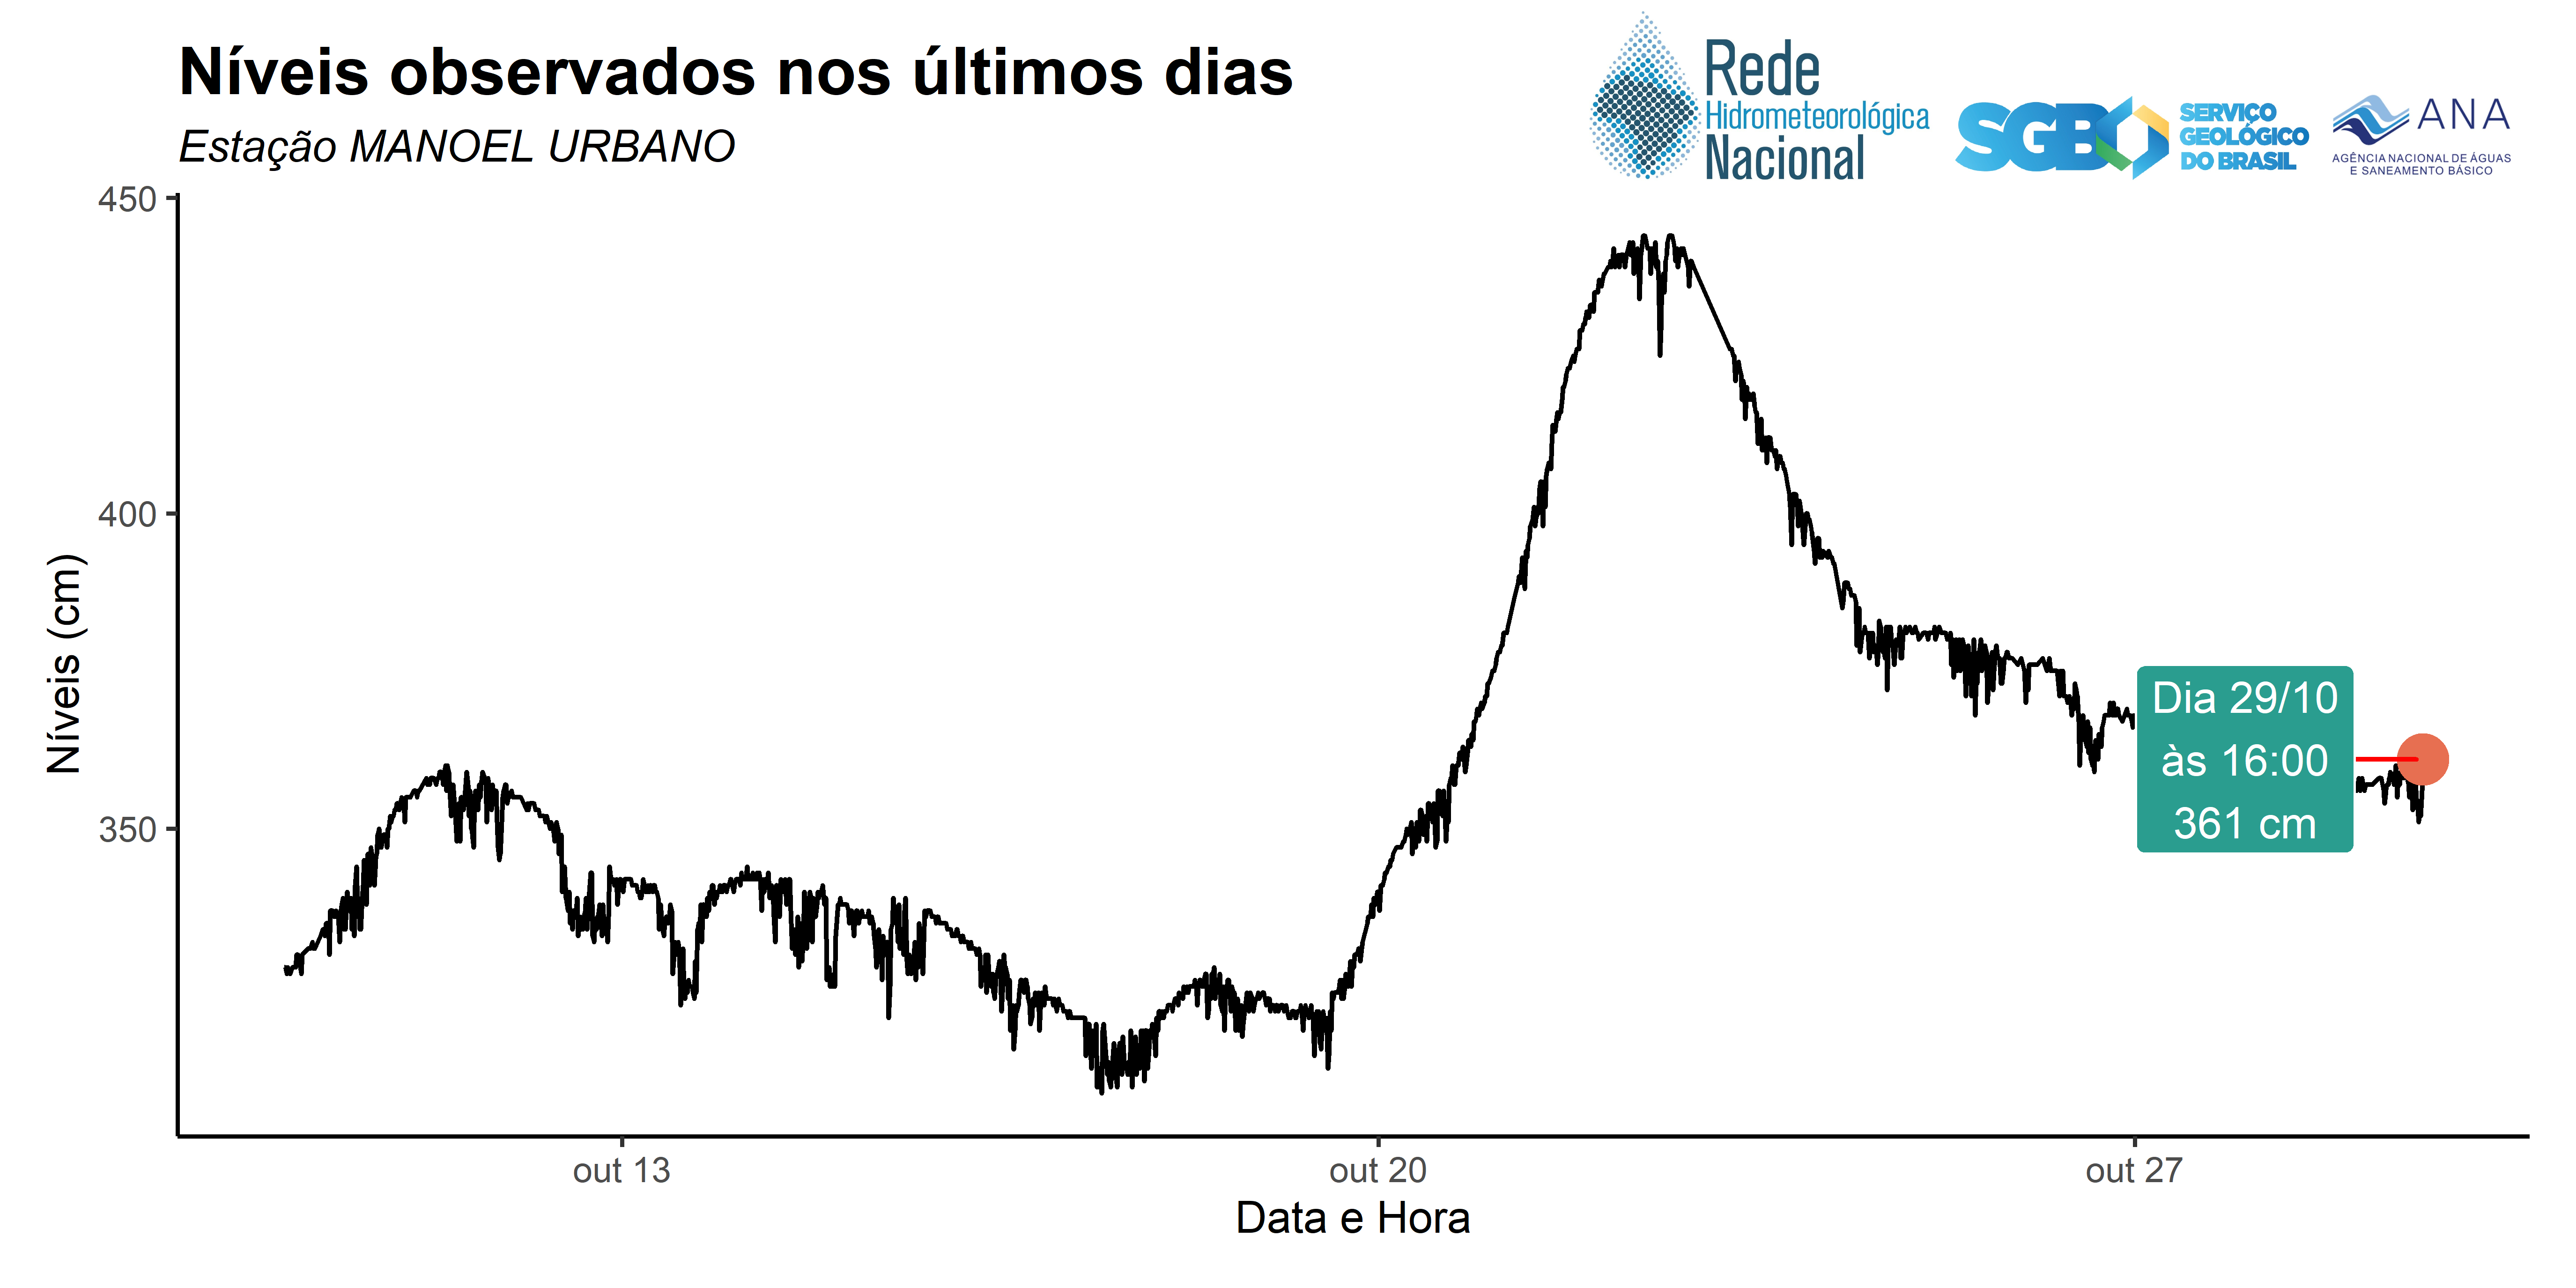 Níveis observados nos últimos dias
Estação MANOEL URBANO
Rede
Hidrometeorológica
Nacional
SGB
SERVIÇO
GEOLÓGICO
DO BRASIL
ANA
AGÊNCIA NACIONAL DE ÁGUAS
E SANEAMENTO BÁSICO
450
400
350
Níveis (cm)
Dia 29/10
às 16:00
361 cm
out 13
out 20
out 27
Data e Hora